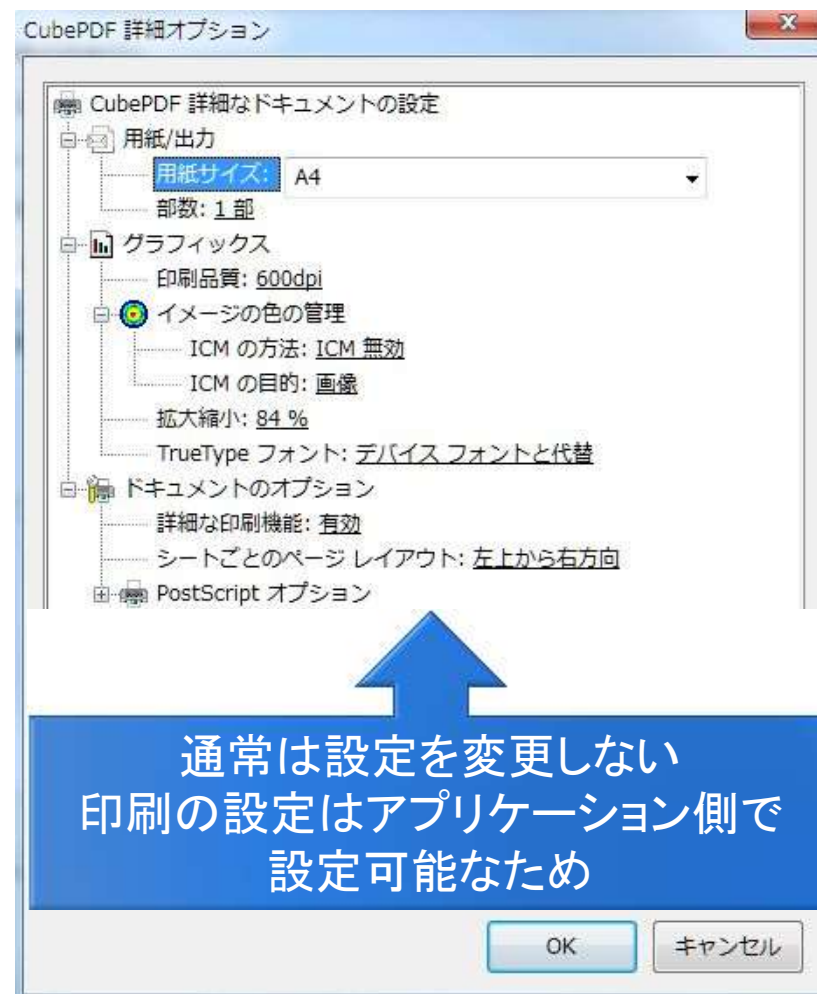 CubePDF 詳細オプション
CubePDF 詳細なドキュメントの設定
用紙/出力
用紙サイズ: A4
部数: 1 部
グラフィックス
印刷品質: 600dpi
イメージの色の管理
ICM の方法: ICM 無効
ICM の目的: 画像
拡大縮小: 84 %
TrueType フォント: デバイス フォントと代替
ドキュメントのオプション
詳細な印刷機能: 有効
シートごとのページ レイアウト: 左上から右方向
PostScript オプション
通常は設定を変更しない
印刷の設定はアプリケーション側で
設定可能なため
OK キャンセル